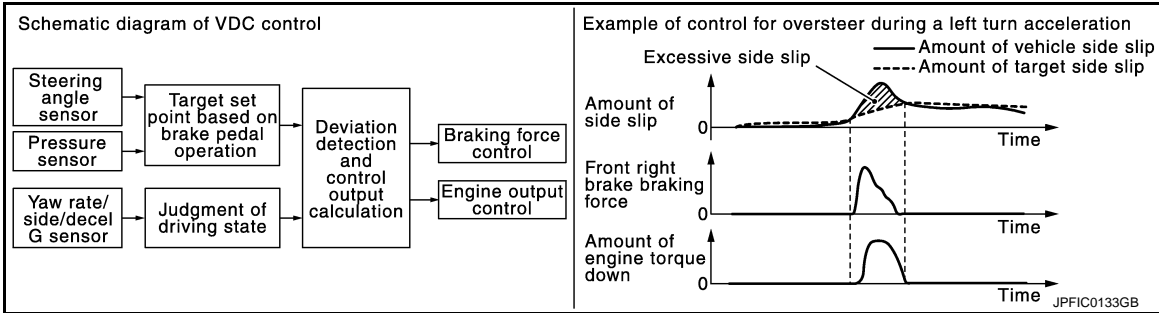 Schematic diagram of VDC control
Steering
angle
sensor
Pressure
sensor
Yaw rate/
side/decel
G sensor
Target set
point based on
brake pedal
operation
Judgment of
driving state
Deviation
detection
and
control
output
calculation
Braking force
control
Engine output
control
Example of control for oversteer during a left turn acceleration
Excessive side slip
Amount of vehicle side slip
Amount of target side slip
Amount of
side slip
0
Time
Front right
brake braking
force
0
Time
Amount of
engine torque
down
0
Time
JPFIC0133GB